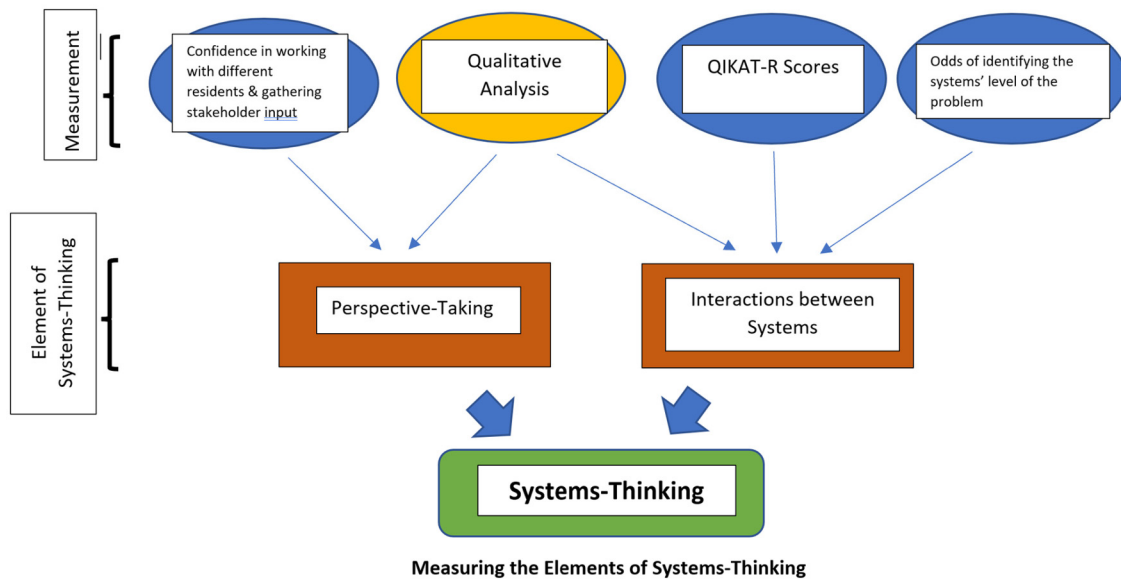 Measurement
Confidence in working
with different
residents & gathering
stakeholder input
Qualitative
Analysis
QIKAT-R Scores
Odds of identifying the
systems' level of the
problem
Element of
Systems-Thinking
Perspective-Taking
Interactions between
Systems
Systems-Thinking
Measuring the Elements of Systems-Thinking